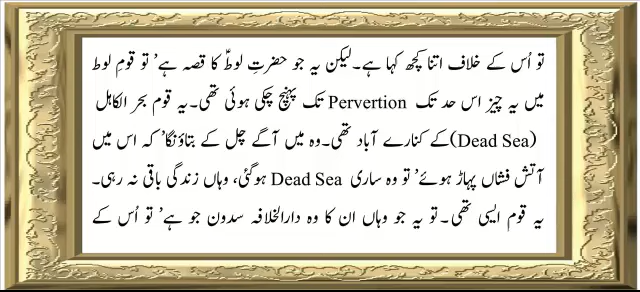 تو اُس کے خلاف اتنا کچھ کہا ہے۔ لیکن یہ جو حضرتِ لوطؑ کا قصہ ہے’ تو قومِ لوط
میں یہ چیز اس حد تک Pervertion تک پہنچ چکی ہوئی تھی۔ یہ قوم بحر الکاہل
(Dead Sea) کے کنارے آباد تھی۔ وہ میں آگے چل کے بتاؤنگا’ کہ اس میں
آتش فشاں پہاڑ ہوئے’ تو وہ ساری Dead Sea ہوگئی، وہاں زندگی باقی نہ رہی۔
یہ قوم ایسی تھی۔ تو یہ جو وہاں ان کا وہ دارالخلافہ سدون جو ہے’ تو اُس کے